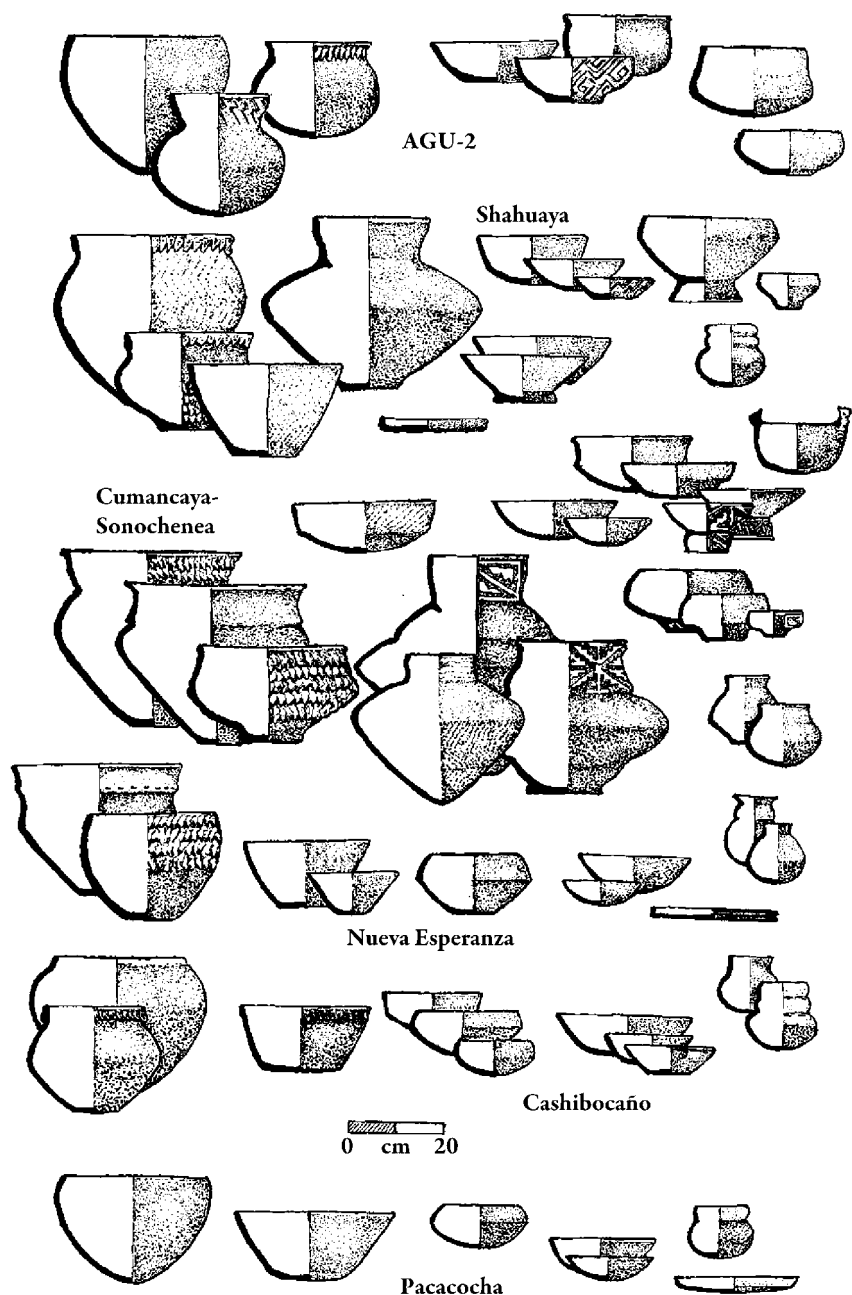 AGU-2
Shahuaya
Cumancaya-
Sonochenea
Nueva Esperanza
Cashibocaño
0 cm 20
Pacacocha